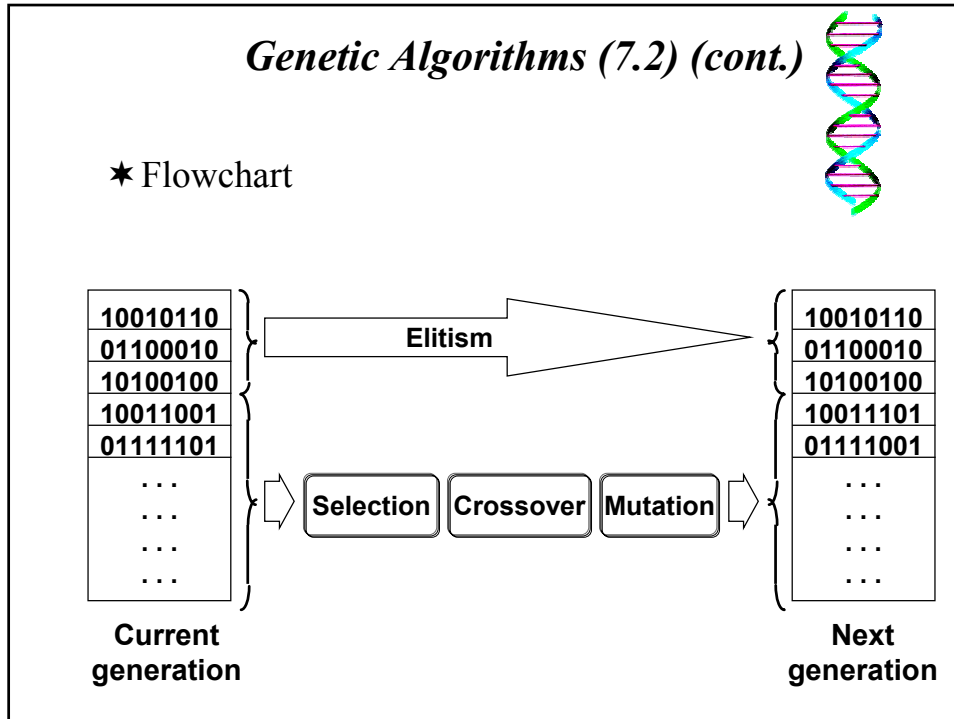 Genetic Algorithms (7.2) (cont.)
✶ Flowchart
10010110
01100010
10100100
10011001
01111101
. . .
. . .
. . .
. . .
Current
generation
Elitism
Selection
Crossover
Mutation
10010110
01100010
10100100
10011101
01111001
. . .
. . .
. . .
. . .
Next
generation